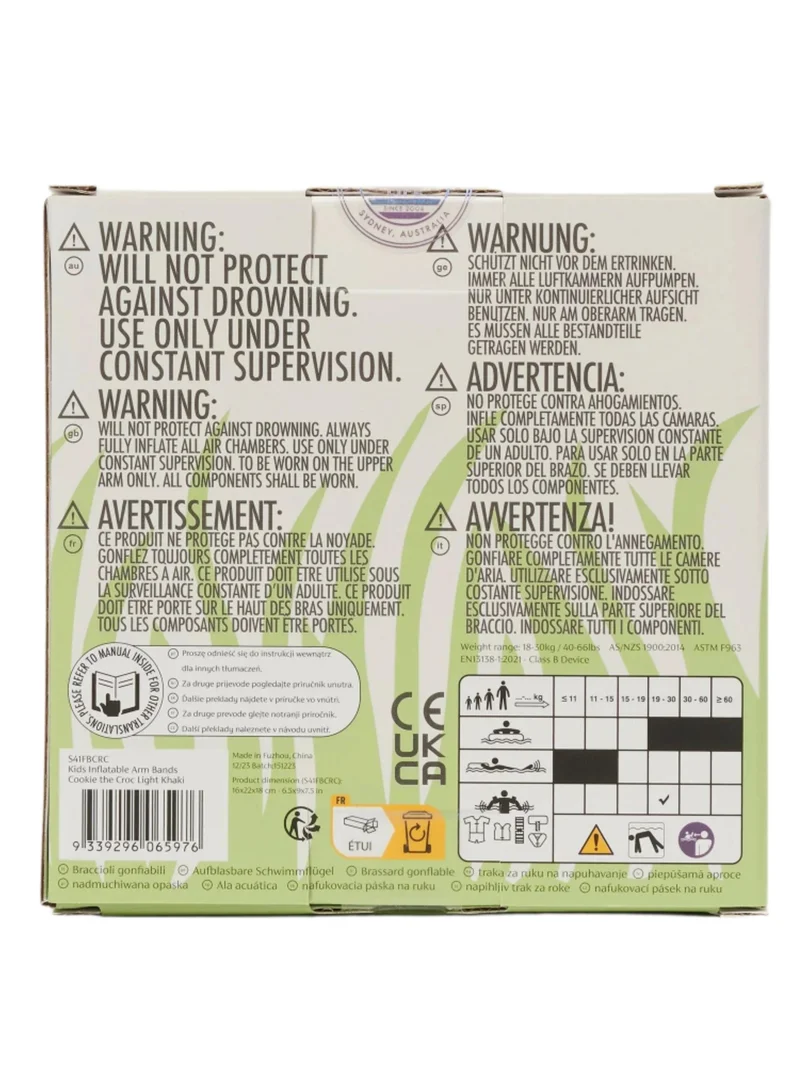 SINCE 2008
SYDNEY, AUSTRALIA
WARNING:
au
WILL NOT PROTECT
AGAINST DROWNING.
USE ONLY UNDER
CONSTANT SUPERVISION.
WARNING:
gb
WILL NOT PROTECT AGAINST DROWNING. ALWAYS
FULLY INFLATE ALL AIR CHAMBERS. USE ONLY UNDER
CONSTANT SUPERVISION. TO BE WORN ON THE UPPER
ARM ONLY. ALL COMPONENTS SHALL BE WORN.
AVERTISSEMENT:
fr
CE PRODUIT NE PROTEGE PAS CONTRE LA NOYADE.
GONFLEZ TOUJOURS COMPLETEMENT TOUTES LES
CHAMBRES A AIR. CE PRODUIT DOIT ETRE UTILISE SOUS
LA SURVEILLANCE CONSTANTE D'UN ADULTE. CE PRODUIT
DOIT ETRE PORTE SUR LE HAUT DES BRAS UNIQUEMENT.
TOUS LES COMPOSANTS DOIVENT ETRE PORTES.
WARNUNG:
ge
SCHÜTZT NICHT VOR DEM ERTRINKEN.
IMMER ALLE LUFTKAMMERN AUFPUMPEN.
NUR UNTER KONTINUIERLICHER AUFSICHT
BENUTZEN. NUR AM OBERARM TRAGEN.
ES MÜSSEN ALLE BESTANDTEILE
GETRAGEN WERDEN.
ADVERTENCIA:
sp
NO PROTEGE CONTRA AHOGAMIENTOS.
INFLE COMPLETAMENTE TODAS LAS CAMARAS.
USAR SOLO BAJO LA SUPERVISION CONSTANTE
DE UN ADULTO. PARA USAR SOLO EN LA PARTE
SUPERIOR DEL BRAZO. SE DEBEN LLEVAR
TODOS LOS COMPONENTES.
AVVERTENZA!
it
NON PROTEGGE CONTRO L'ANNEGAMENTO.
GONFIARE COMPLETAMENTE TUTTE LE CAMERE
D'ARIA. UTILIZZARE ESCLUSIVAMENTE SOTTO
COSTANTE SUPERVISIONE. INDOSSARE
ESCLUSIVAMENTE SULLA PARTE SUPERIORE DEL
BRACCIO. INDOSSARE TUTTI I COMPONENTI.
Weight range: 18-30kg / 40-66lbs AS/NZS 1900:2014 ASTM F963
EN13138-1:2021 - Class B Device
PLEASE REFER TO MANUAL INSIDE FOR OTHER TRANSLATIONS
Proszę odnieść się do instrukcji wewnątrz
dla innych tłumaczeń.
Za druge prijevode pogledajte priručnik unutra.
Ďalšie preklady nájdete v príručke vo vnútri.
Za druge prevode glejte notranji priročnik.
Další překlady naleznete v návodu uvnitř.
CE
UK
CA
kg
≤ 11 11 - 15 15 - 19 19 - 30 30 - 60 ≥ 60
S41FBCRC
Kids Inflatable Arm Bands
Cookie the Croc Light Khaki
9 339296 065976
Made in Fuzhou, China
12/23 Batch:151223
Product dimension (S41FBCRC):
16x22x18 cm - 6.5x9x7.5 in
FR
ÉTUI
Braccioli gonfiabili Aufblasbare Schwimmflügel Brassard gonflable traka za ruku na napuhavanje piepūšamā aproce
nadmuchiwana opaska Ala acuática nafukovacia páska na ruku napihljiv trak za roke nafukovací pásek na ruku